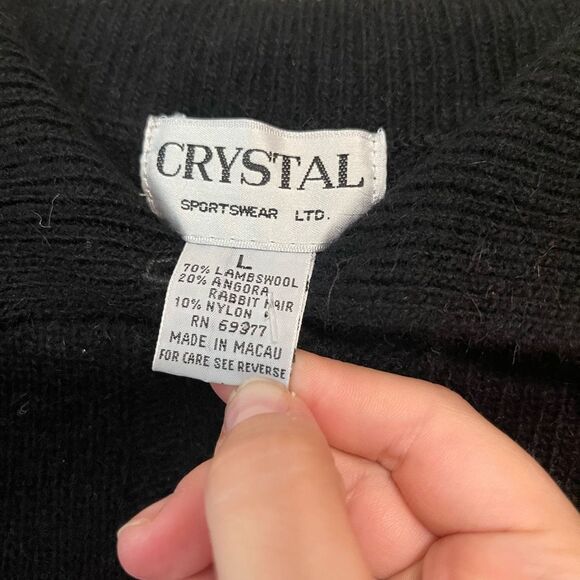 CRYSTAL
SPORTSWEAR LTD.
L
70% LAMBSWOOL
20% ANGORA
RABBIT HAIR
10% NYLON
RN 69377
MADE IN MACAU
FOR CARE SEE REVERSE